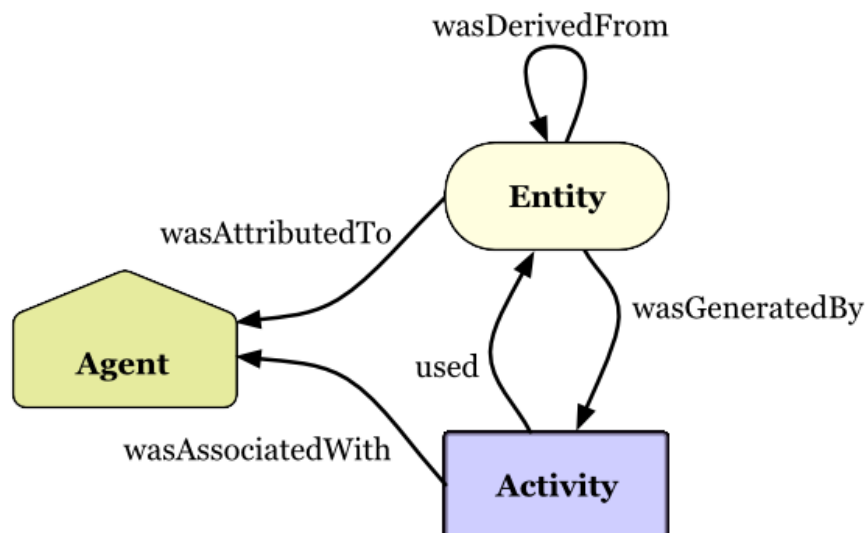 wasDerivedFrom
Entity
wasAttributedTo
wasGeneratedBy
Agent
used
wasAssociatedWith
Activity